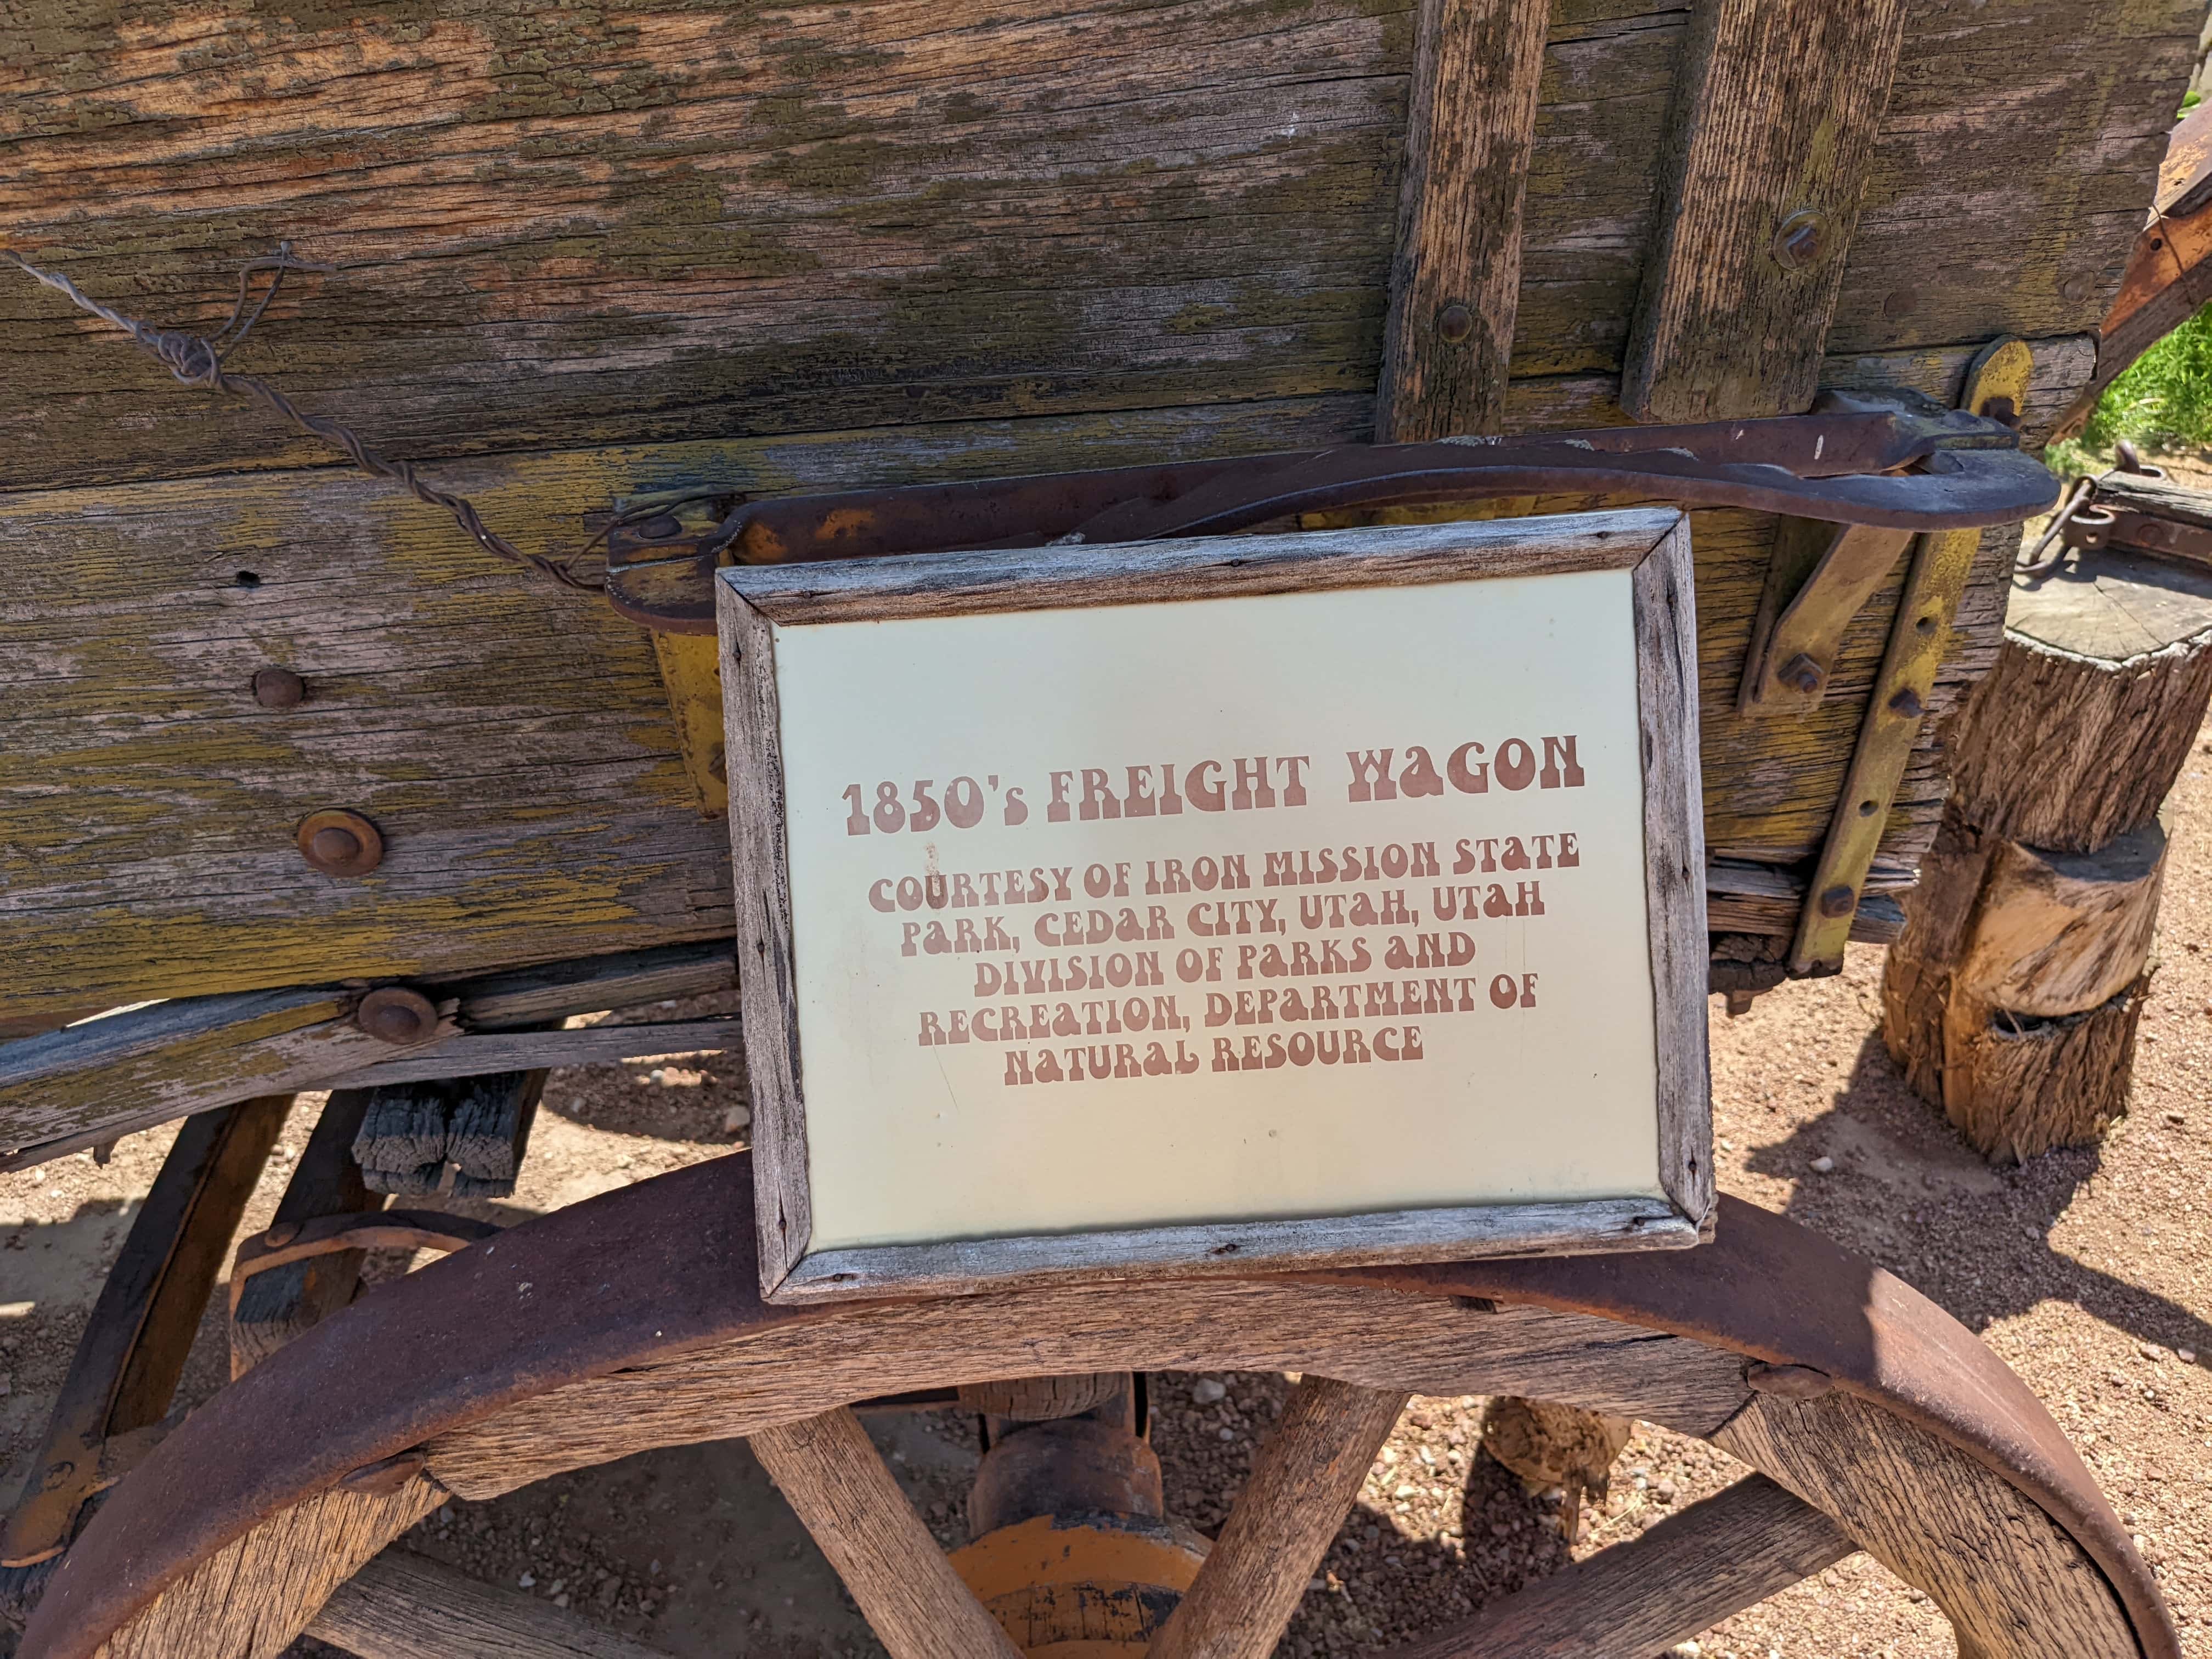 1850's FREIGHT WAGON
COURTESY OF IRON MISSION STATE
PARK, CEDAR CITY, UTAH, UTAH
DIVISION OF PARKS AND
RECREATION, DEPARTMENT OF
NATURAL RESOURCE